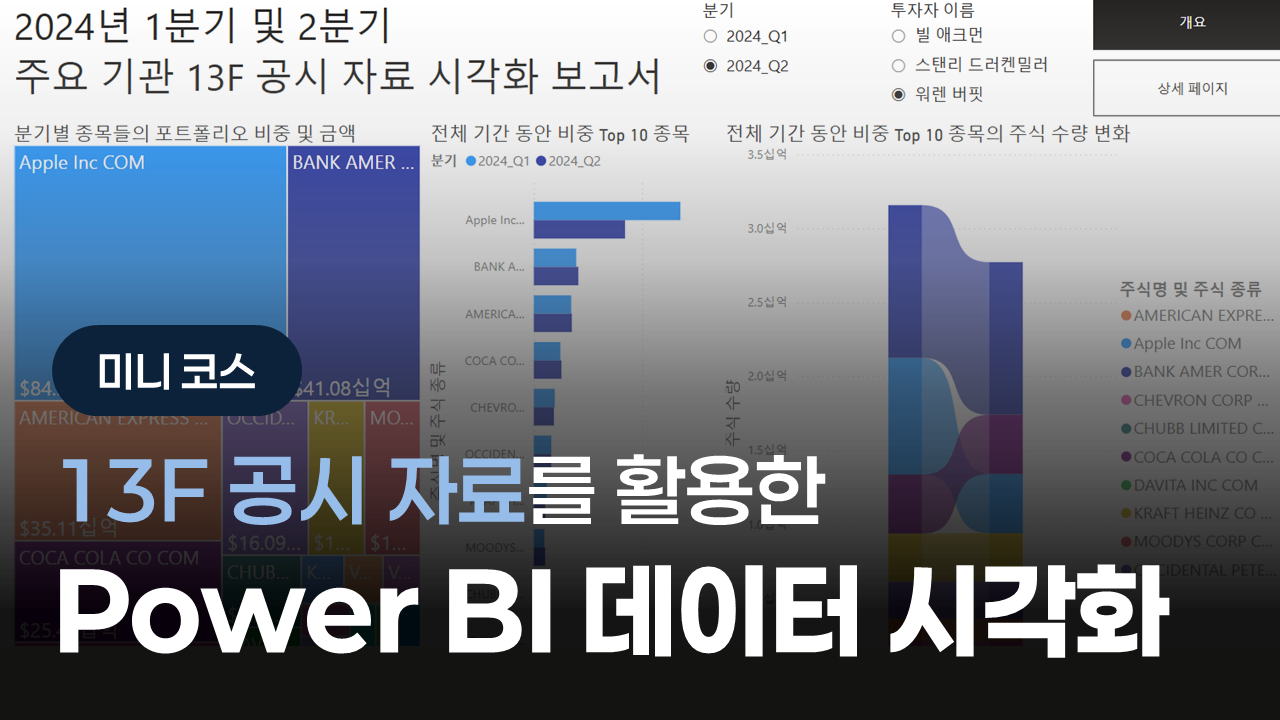 2024년 1분기 및 2분기
주요 기관 13F 공시 자료 시각화 보고서
분기
2024_Q1
2024_Q2
투자자 이름
빌 애크먼
스탠리 드러켄밀러
워렌 버핏
개요
상세 페이지
분기별 종목들의 포트폴리오 비중 및 금액
Apple Inc COM
BANK AMER ...
$84.
$41.08십억
AMERICAN EXPRESS ...
OCCID...
KR...
MO...
$35.11십억
$16.09...
$1...
$1...
COCA COLA CO COM
CHUB...
K...
V...
V...
$25.
전체 기간 동안 비중 Top 10 종목
분기 2024_Q1 2024_Q2
주식명 및 주식 종류
Apple Inc...
BANK A...
AMERICA...
COCA CO...
CHEVRO...
OCCIDEN...
MOODYS...
CHUB
전체 기간 동안 비중 Top 10 종목의 주식 수량 변화
주식 수량
3.5십억
3.0십억
2.5십억
2.0십억
1.5십억
1.0십억
주식명 및 주식 종류
AMERICAN EXPRE...
Apple Inc COM
BANK AMER COR...
CHEVRON CORP ...
CHUBB LIMITED C...
COCA COLA CO C...
DAVITA INC COM
KRAFT HEINZ CO ...
MOODYS CORP C...
OCCIDENTAL PETE...
미니 코스
13F 공시 자료를 활용한
Power BI 데이터 시각화